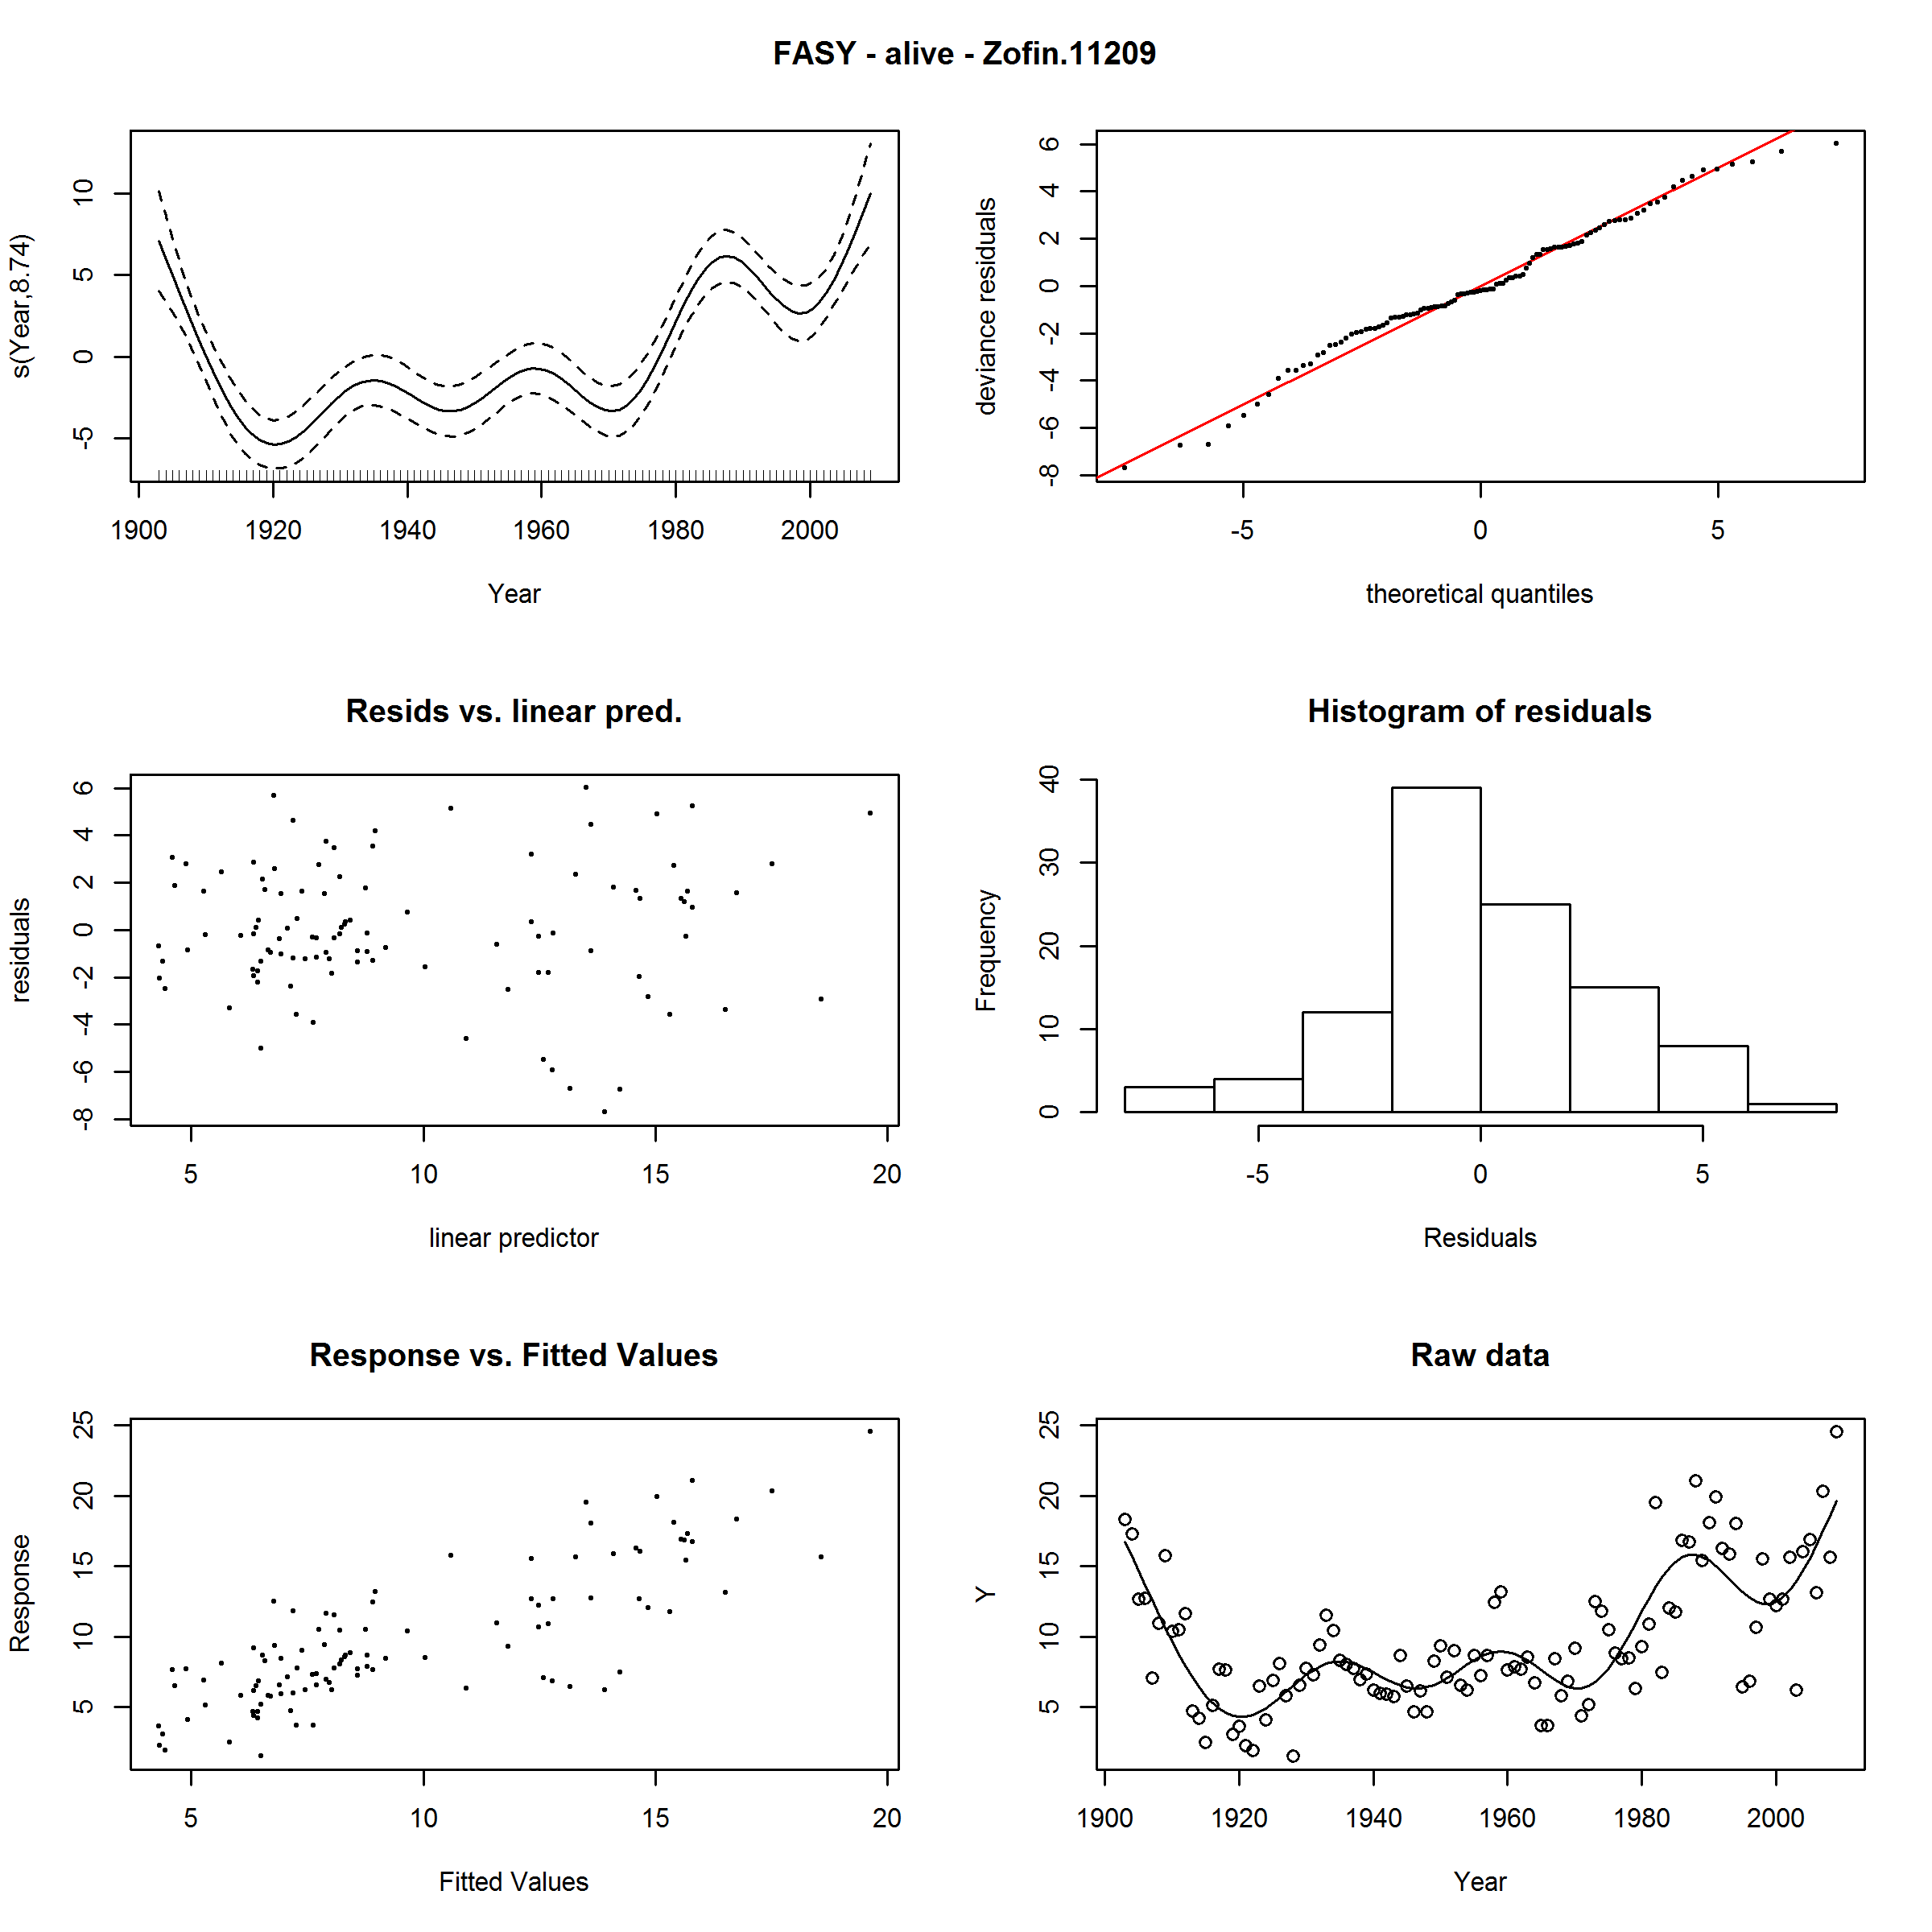 FASY - alive - Zofin.11209
s(Year,8.74)
10
5
0
-5
1900 1920 1940 1960 1980 2000
Year
deviance residuals
6
4
2
0
-2
-4
-6
-8
-5 0 5
theoretical quantiles
Resids vs. linear pred.
residuals
6
4
2
0
-2
-4
-6
-8
5 10 15 20
linear predictor
Histogram of residuals
Frequency
40
30
20
10
0
-5 0 5
Residuals
Response vs. Fitted Values
Response
25
20
15
10
5
5 10 15 20
Fitted Values
Raw data
Y
25
20
15
10
5
1900 1920 1940 1960 1980 2000
Year